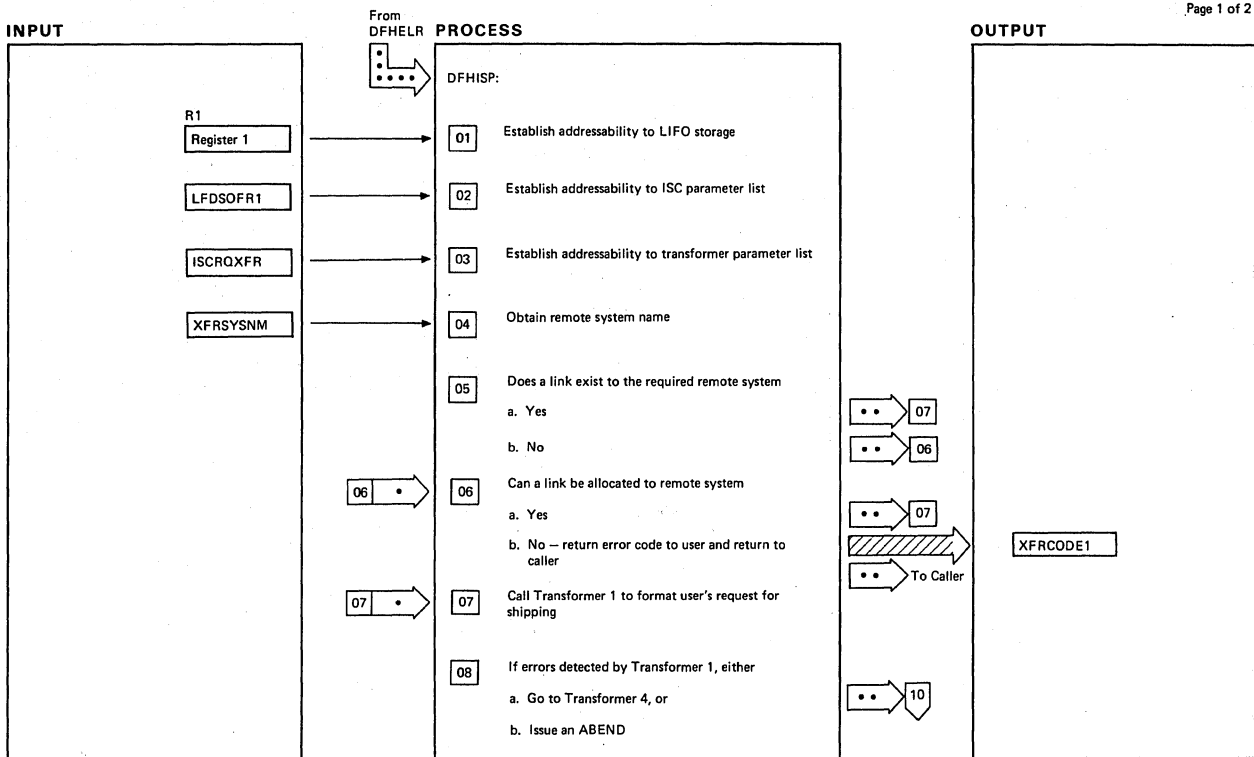 Page 1 of 2
INPUT
From
DFHELR
PROCESS
OUTPUT
DFHISP:
R1
Register 1
01
Establish addressability to LIFO storage
LFDSOFR1
02
Establish addressability to ISC parameter list
ISCRQXFR
03
Establish addressability to transformer parameter list
XFRSYSNM
04
Obtain remote system name
05
Does a link exist to the required remote system
a. Yes
07
b. No
06
06
06
Can a link be allocated to remote system
a. Yes
07
b. No — return error code to user and return to
caller
XFRCODE1
To Caller
07
07
Call Transformer 1 to format user's request for
shipping
08
If errors detected by Transformer 1, either
a. Go to Transformer 4, or
10
b. Issue an ABEND